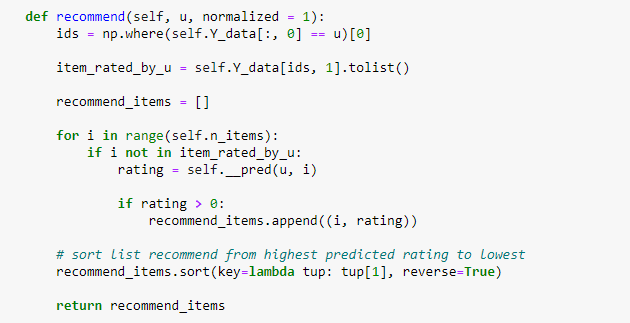 def recommend(self, u, normalized = 1):
    ids = np.where(self.Y_data[:, 0] == u)[0]
    item_rated_by_u = self.Y_data[ids, 1].tolist()
    recommend_items = []
    for i in range(self.n_items):
        if i not in item_rated_by_u:
            rating = self.__pred(u, i)
            if rating > 0:
                recommend_items.append((i, rating))
    # sort list recommend from highest predicted rating to lowest
    recommend_items.sort(key=lambda tup: tup[1], reverse=True)
    return recommend_items